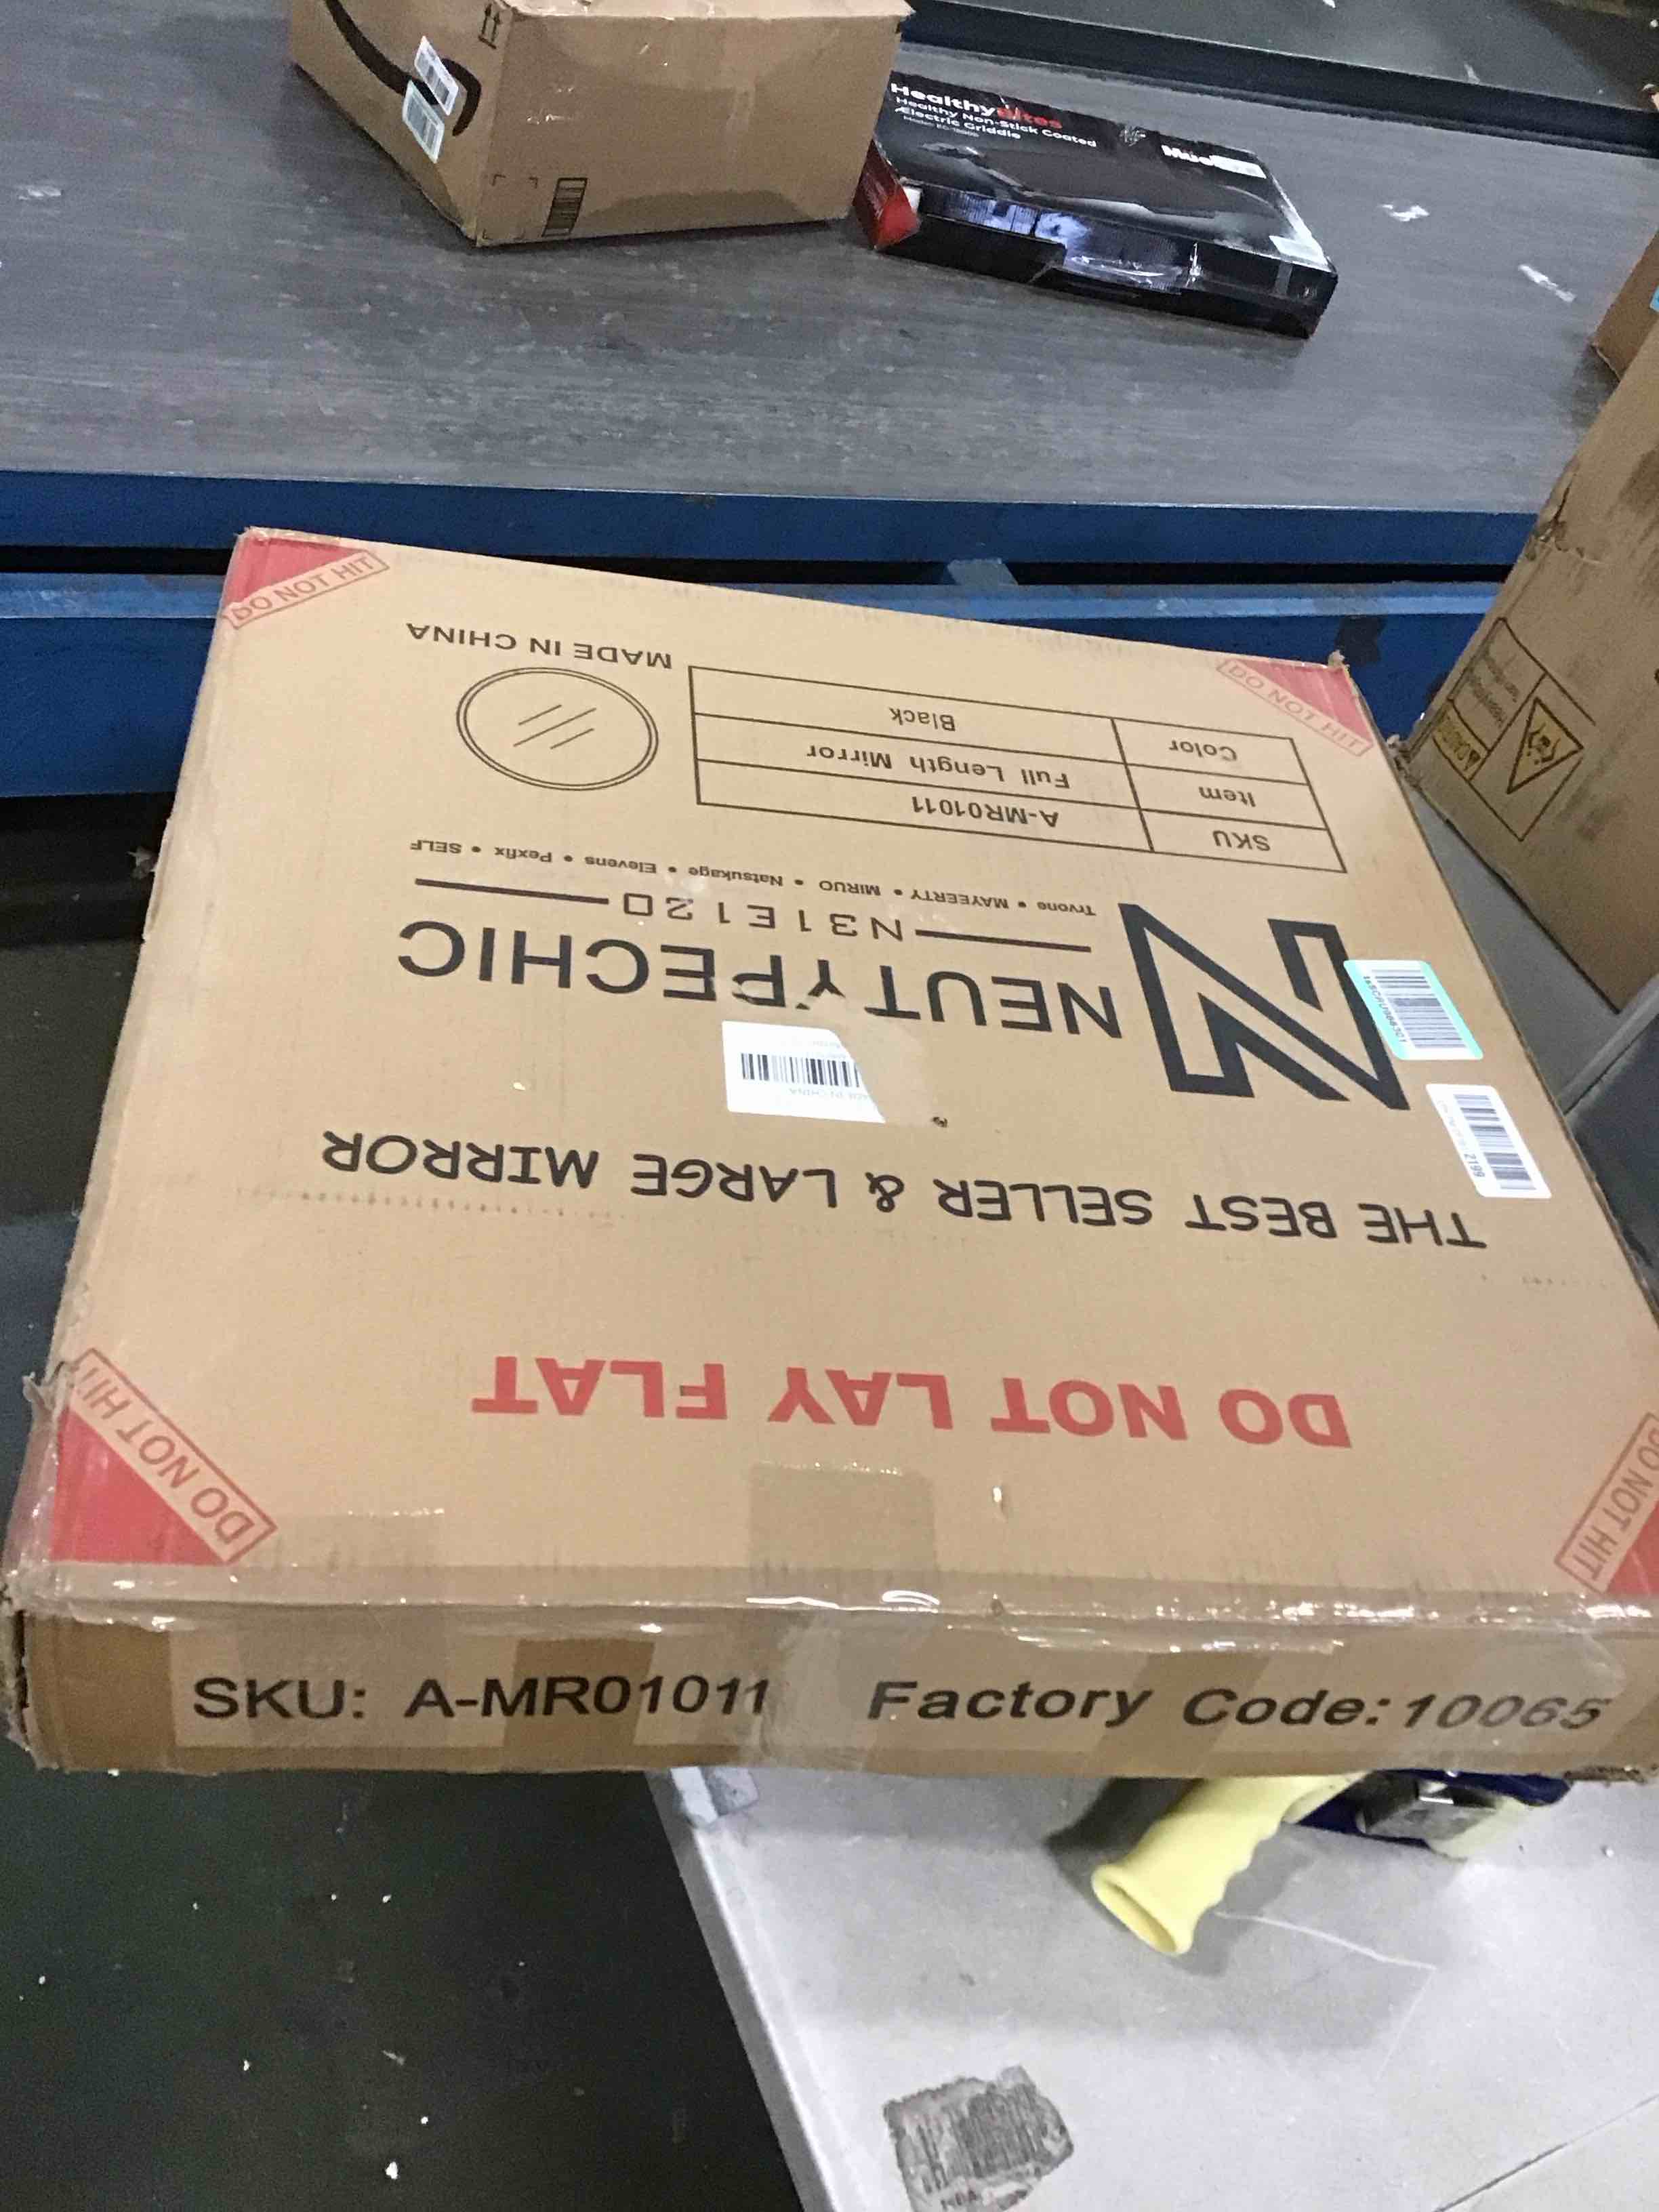 HealthyBites
Healthy Non-Stick Coated
Electric Griddle
DO NOT HIT
DO NOT HIT
DO NOT LAY FLAT
THE BEST SELLER & LARGE MIRROR
NEUTYPECHIC
N31E120
Trvone • MAYEERTY • MIRUO • Natsukage • Elevens • Pexfix • SELF
SKU A-MR01011
Item Full Length Mirror
Color Black
MADE IN CHINA
2199
DO NOT HIT
DO NOT HIT
SKU: A-MR01011 Factory Code:10065